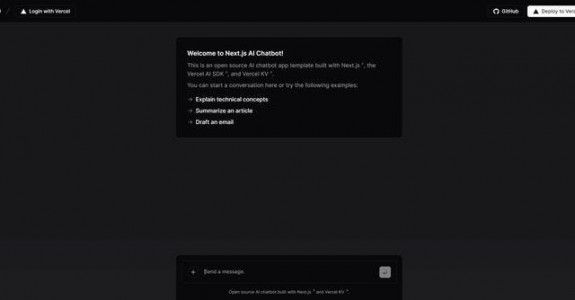 Login with Vercel
GitHub
Deploy to Verc
Welcome to Next.js AI Chatbot!
This is an open source AI chatbot app template built with Next.js, the
Vercel AI SDK, and Vercel KV.
You can start a conversation here or try the following examples:
Explain technical concepts
Summarize an article
Draft an email
Send a message.
Open source AI chatbot built with Next.js and Vercel KV.